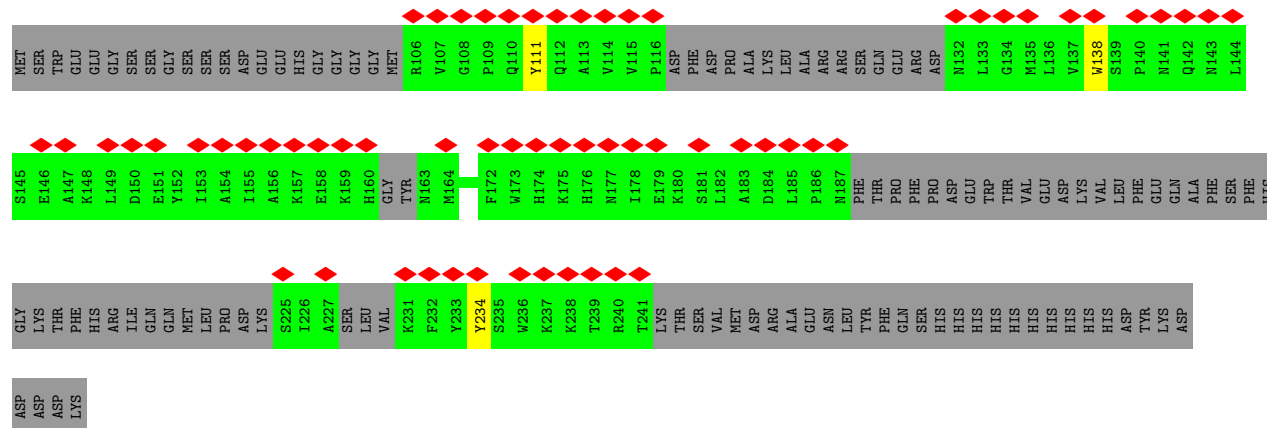 MET SER TRP GLU GLU GLY SER SER GLY SER SER SER ASP GLU GLU HIS GLY GLY GLY GLY MET R106 V107 G108 P109 Q110 Y111 Q112 A113 V114 V115 P116 ASP PHE ASP PRO ALA LYS LEU ALA ARG ARG SER GLN GLU ARG ASP N132 L133 G134 M135 L136 V137 W138 S139 P140 N141 Q142 N143 L144
S145 E146 A147 K148 L149 D150 E151 Y152 I153 A154 I155 A156 K157 E158 K159 H160 GLY TYR N163 M164 F172 W173 H174 K175 H176 N177 I178 E179 K180 S181 L182 A183 D184 L185 P186 N187 PHE THR PRO PHE PRO ASP GLU TRP THR VAL GLU ASP LYS VAL LEU PHE GLU GLN ALA PHE SER PHE HIS
GLY LYS THR PHE HIS ARG ILE GLN GLN MET LEU PRO ASP LYS S225 I226 A227 SER LEU VAL K231 F232 Y233 Y234 S235 W236 K237 K238 T239 R240 T241 LYS THR SER VAL MET ASP ARG ALA GLU ASN LEU TYR PHE GLN SER HIS HIS HIS HIS HIS HIS HIS HIS HIS HIS ASP TYR LYS ASP
ASP ASP ASP LYS